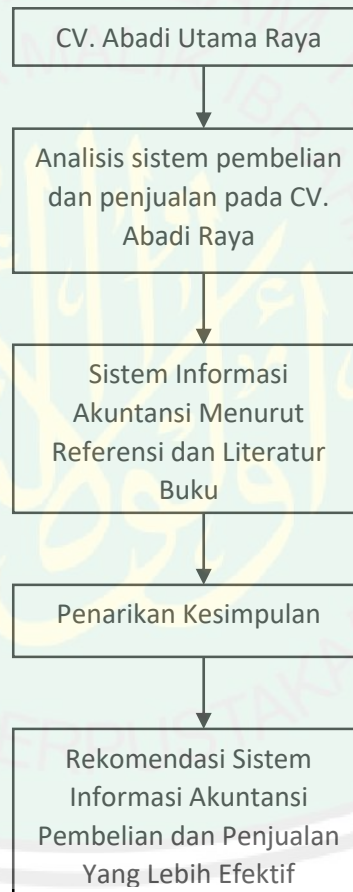 CV. Abadi Utama Raya
Analisis sistem pembelian
dan penjualan pada CV.
Abadi Raya
Sistem Informasi
Akuntansi Menurut
Referensi dan Literatur
Buku
Penarikan Kesimpulan
Rekomendasi Sistem
Informasi Akuntansi
Pembelian dan Penjualan
Yang Lebih Efektif